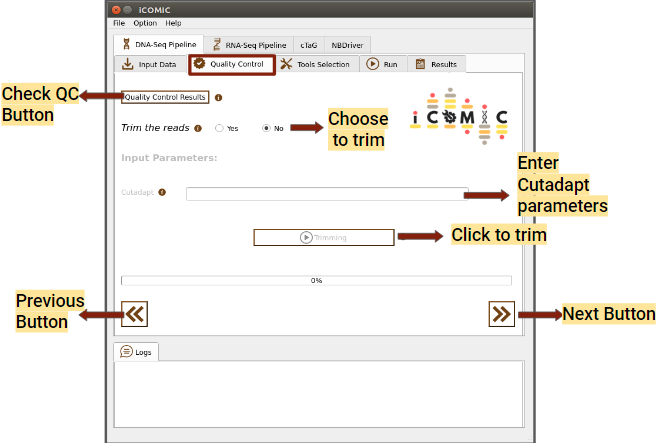 iCOMIC
File Option Help
DNA-Seq Pipeline RNA-Seq Pipeline cTaG NBDriver
Input Data Quality Control Tools Selection Run Results
Check QC
Button
Quality Control Results
iCOMIC
Trim the reads Yes No
Choose
to trim
Input Parameters:
Enter
Cutadapt
parameters
Cutadapt
Trimming
Click to trim
0%
Previous
Button
Next Button
Logs